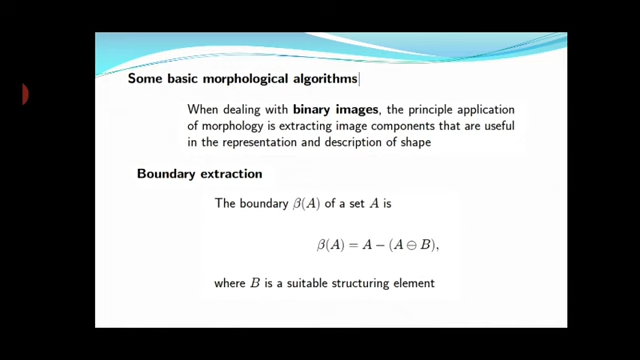 Some basic morphological algorithms
When dealing with binary images, the principle application
of morphology is extracting image components that are useful
in the representation and description of shape
Boundary extraction
The boundary β(A) of a set A is
β(A) = A − (A ⊖ B),
where B is a suitable structuring element